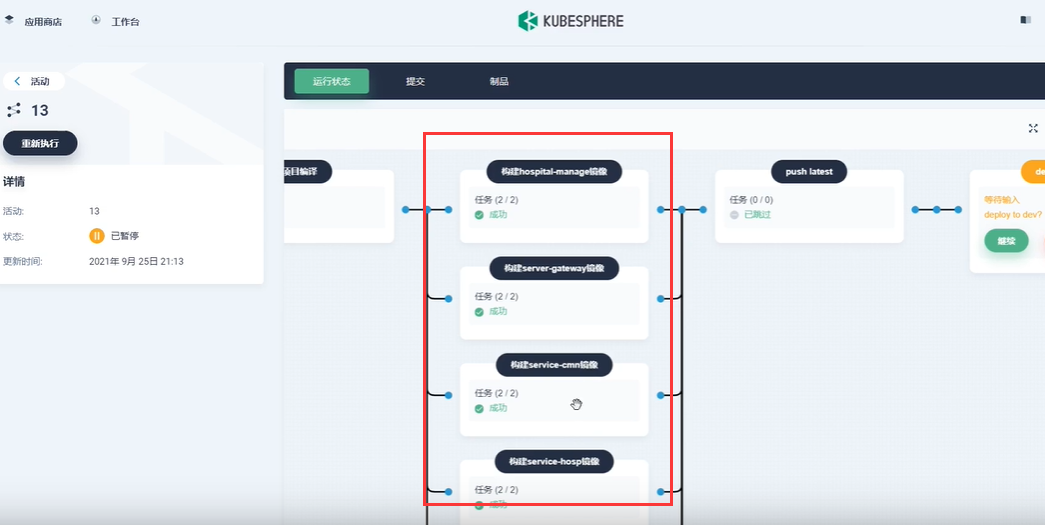 应用商店
工作台
KUBESPHERE
活动
13
重新执行
详情
活动: 13
状态: 已暂停
更新时间: 2021年 9月 25日 21:13
运行状态 提交 制品
项目编译
构建hospital-manage镜像
任务 (2 / 2)
成功
构建server-gateway镜像
任务 (2 / 2)
成功
构建service-cmn镜像
任务 (2 / 2)
成功
构建service-hosp镜像
任务 (2 / 2)
成功
push latest
任务 (0 / 0)
已跳过
de
等待输入
deploy to dev?
继续